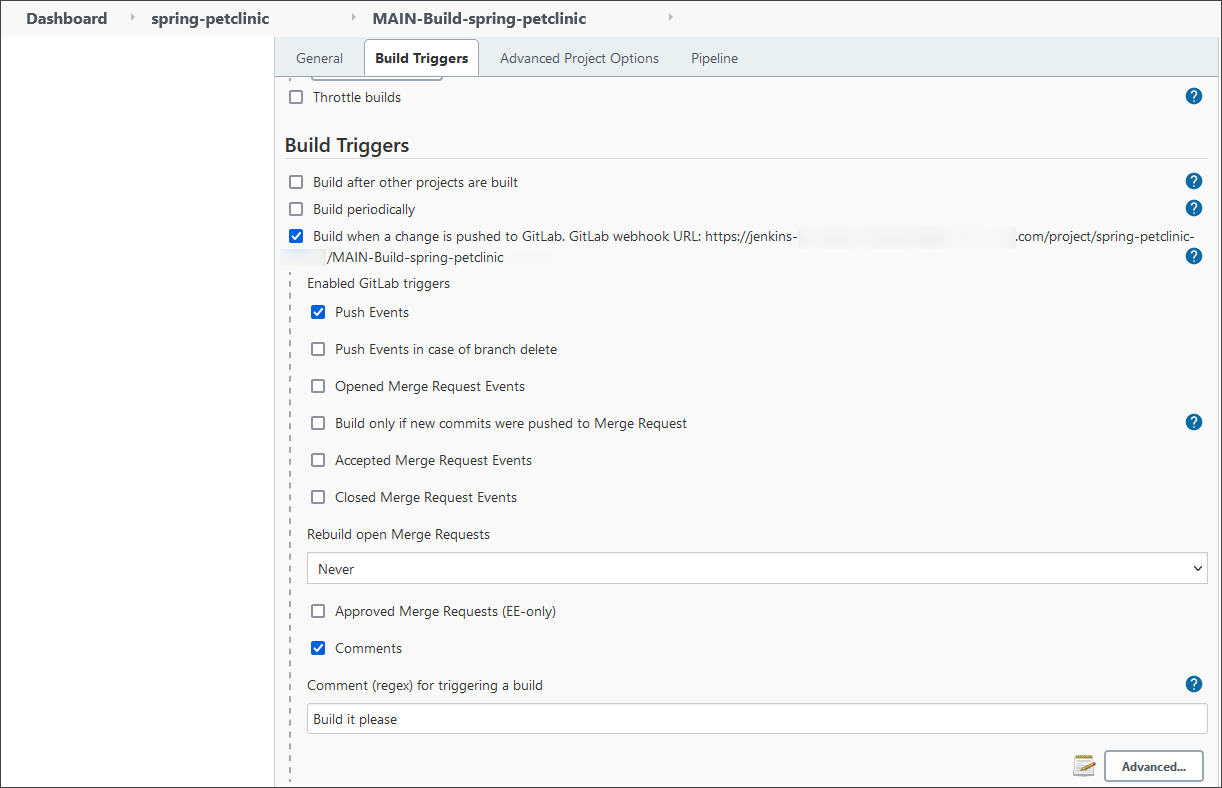 Dashboard spring-petclinic MAIN-Build-spring-petclinic
General Build Triggers Advanced Project Options Pipeline
Throttle builds ?
Build Triggers
Build after other projects are built ?
Build periodically ?
Build when a change is pushed to GitLab. GitLab webhook URL: https://jenkins- .com/project/spring-petclinic-
/MAIN-Build-spring-petclinic ?
Enabled GitLab triggers
Push Events
Push Events in case of branch delete
Opened Merge Request Events
Build only if new commits were pushed to Merge Request ?
Accepted Merge Request Events
Closed Merge Request Events
Rebuild open Merge Requests
Never
Approved Merge Requests (EE-only)
Comments
Comment (regex) for triggering a build ?
Build it please
Advanced...